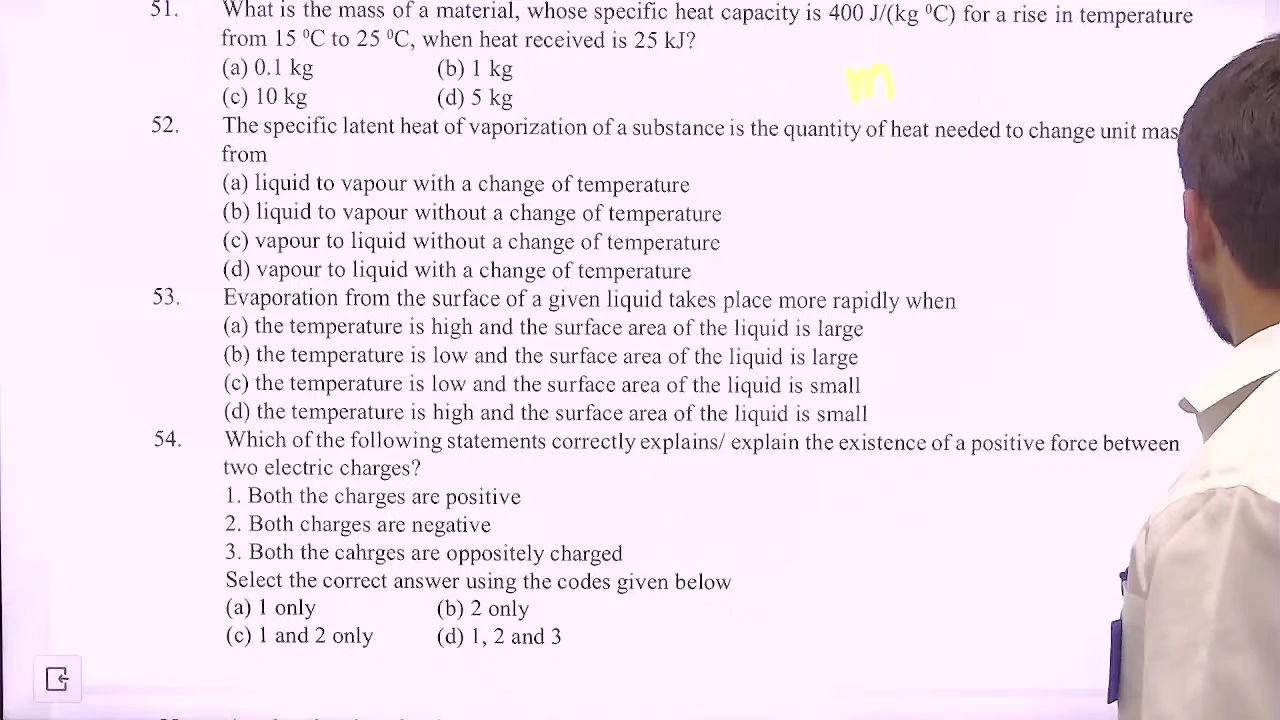 51. What is the mass of a material, whose specific heat capacity is 400 J/(kg ⁰C) for a rise in temperature
from 15 ⁰C to 25 ⁰C, when heat received is 25 kJ?
(a) 0.1 kg (b) 1 kg
m
(c) 10 kg (d) 5 kg
52. The specific latent heat of vaporization of a substance is the quantity of heat needed to change unit mas
from
(a) liquid to vapour with a change of temperature
(b) liquid to vapour without a change of temperature
(c) vapour to liquid without a change of temperature
(d) vapour to liquid with a change of temperature
53. Evaporation from the surface of a given liquid takes place more rapidly when
(a) the temperature is high and the surface area of the liquid is large
(b) the temperature is low and the surface area of the liquid is large
(c) the temperature is low and the surface area of the liquid is small
(d) the temperature is high and the surface area of the liquid is small
54. Which of the following statements correctly explains/ explain the existence of a positive force between
two electric charges?
1. Both the charges are positive
2. Both charges are negative
3. Both the cahrges are oppositely charged
Select the correct answer using the codes given below
(a) 1 only (b) 2 only
(c) 1 and 2 only (d) 1, 2 and 3